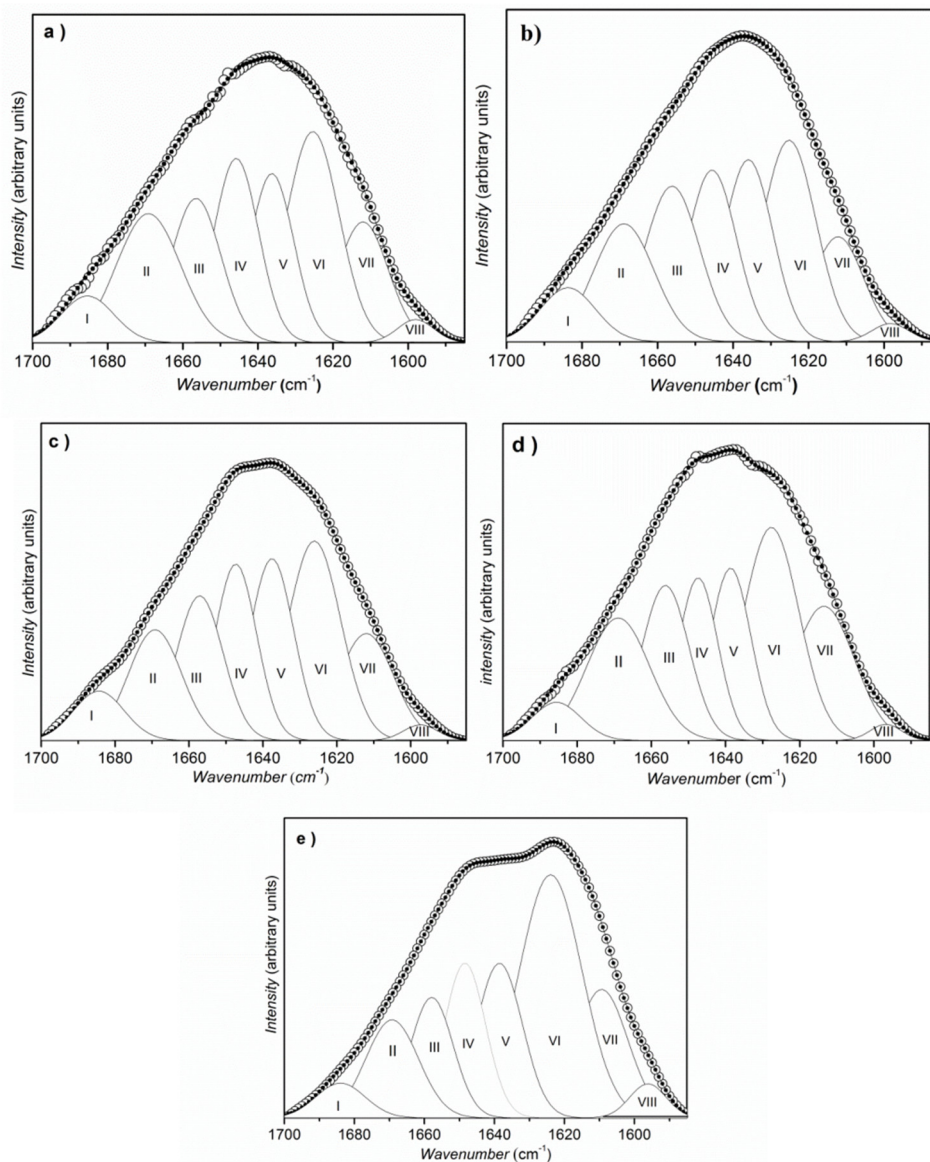 a )
Intensity (arbitrary units)
I
II
III
IV
V
VI
VII
VIII
1700 1680 1660 1640 1620 1600
Wavenumber (cm-1)
b)
Intensity (arbitrary units)
I
II
III
IV
V
VI
VII
VIII
1700 1680 1660 1640 1620 1600
Wavenumber (cm-1)
c )
Intensity (arbitrary units)
I
II
III
IV
V
VI
VII
VIII
1700 1680 1660 1640 1620 1600
Wavenumber (cm-1)
d )
intensity (arbitrary units)
I
II
III
IV
V
VI
VII
VIII
1700 1680 1660 1640 1620 1600
Wavenumber (cm-1)
e )
Intensity (arbitrary units)
I
II
III
IV
V
VI
VII
VIII
1700 1680 1660 1640 1620 1600
Wavenumber (cm-1)